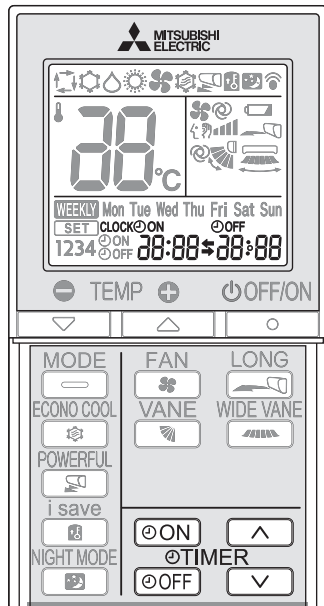 MITSUBISHI
ELECTRIC
88°C
WEEKLY Mon Tue Wed Thu Fri Sat Sun
SET CLOCK ON OFF
1234 ON OFF 88:88 88:88
TEMP OFF/ON
MODE FAN LONG
ECONO COOL VANE WIDE VANE
POWERFUL
i save
ON
NIGHT MODE TIMER
OFF